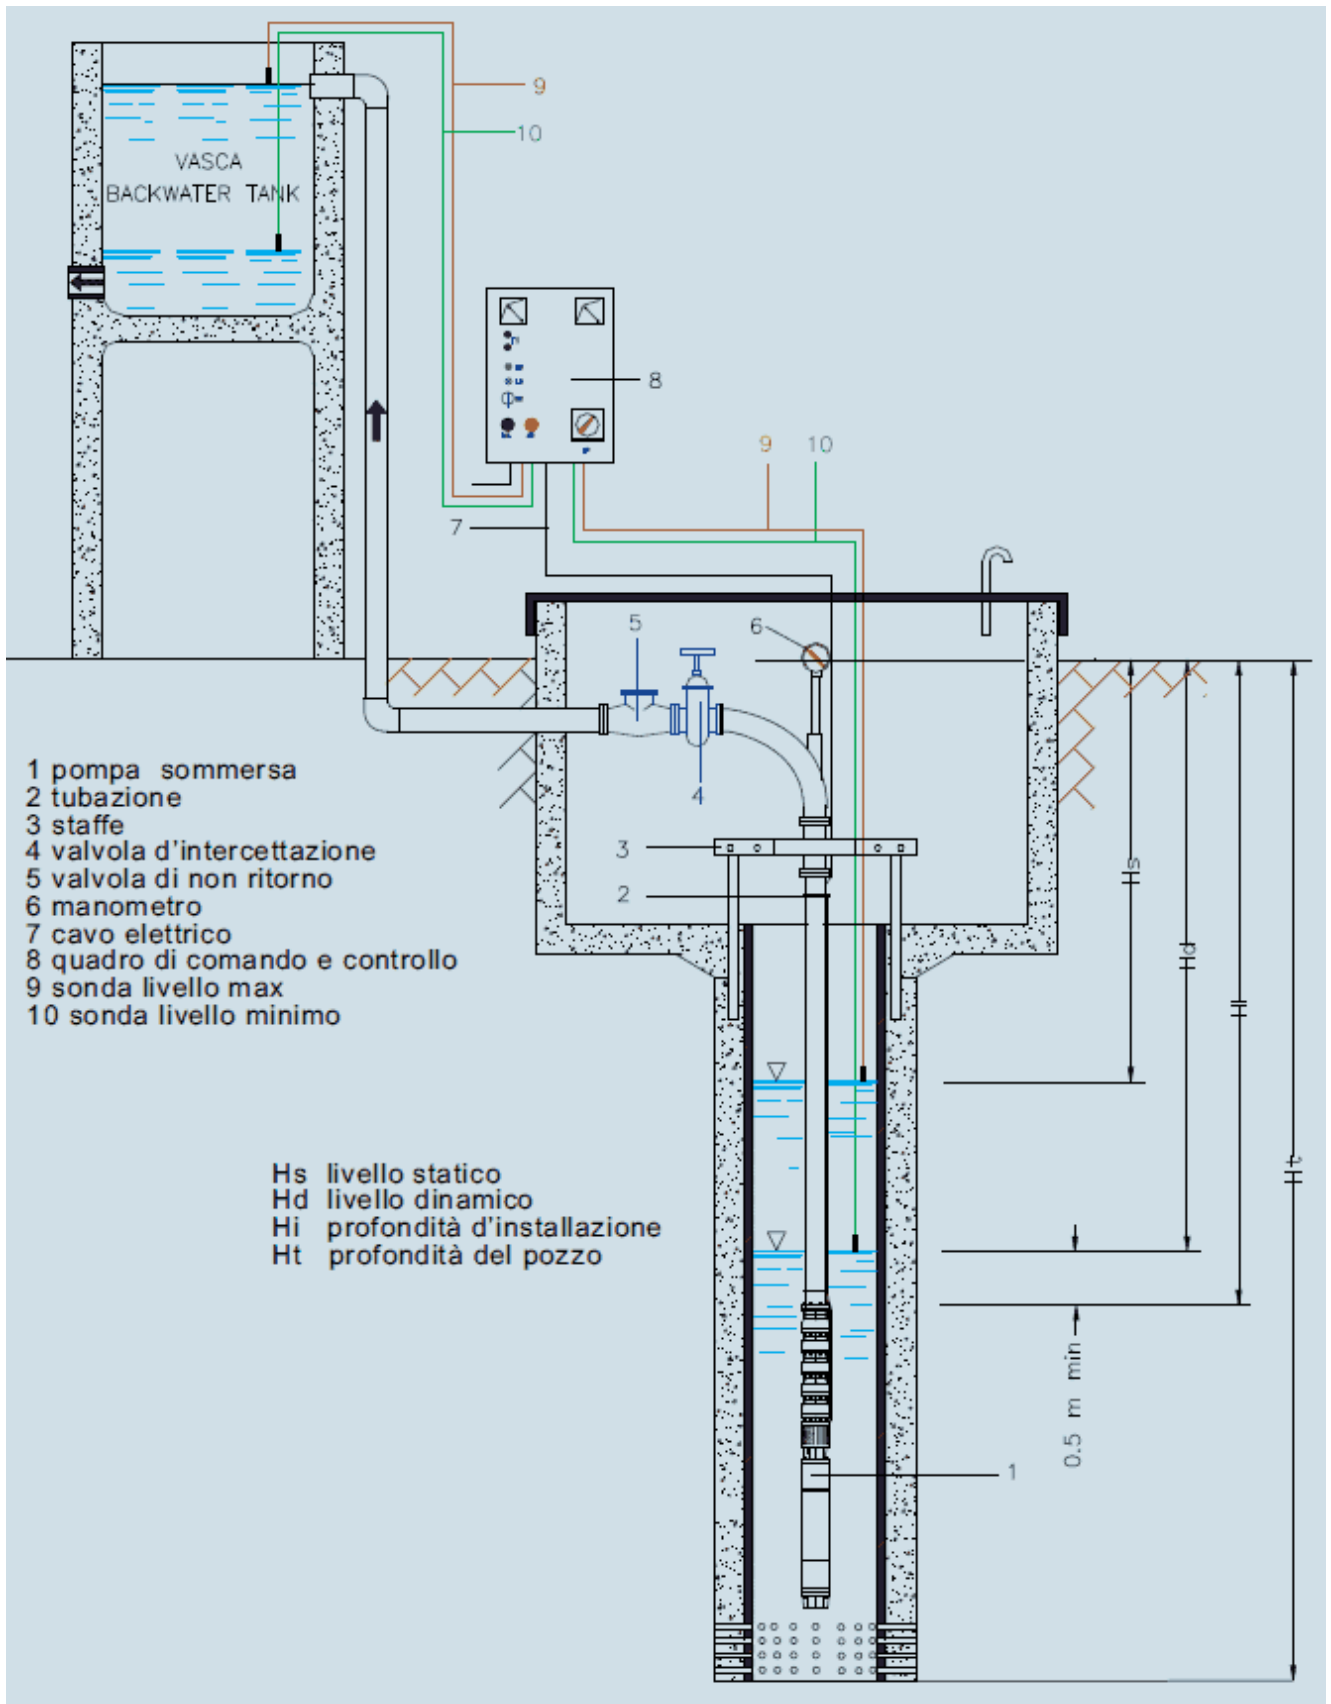 9
10
VASCA
BACKWATER TANK
8
9 10
7
5
6
4
1 pompa sommersa
2 tubazione
3 staffe
4 valvola d'intercettazione
5 valvola di non ritorno
6 manometro
7 cavo elettrico
8 quadro di comando e controllo
9 sonda livello max
10 sonda livello minimo
3
2
Hs
Hd
Hi
Ht
Hs livello statico
Hd livello dinamico
Hi profondità d'installazione
Ht profondità del pozzo
0.5 m min
1